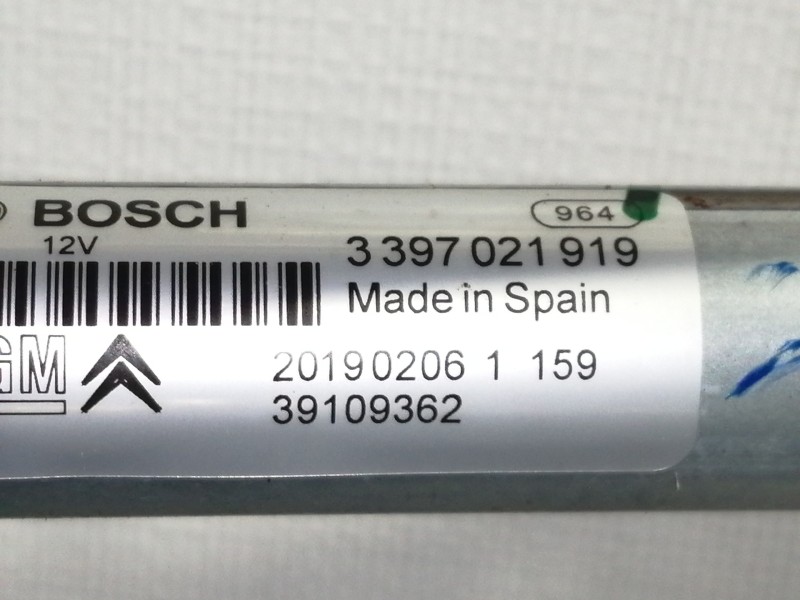 BOSCH
964
12V
3 397 021 919
Made in Spain
GM
20190206 1 159
39109362